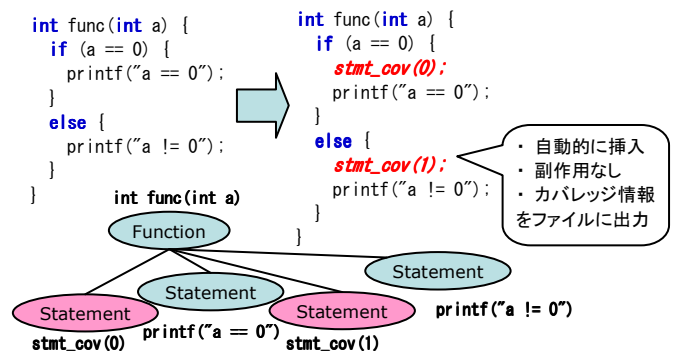 int func(int a) {
if (a == 0) {
printf("a == 0");
}
else {
printf("a != 0");
}
}
int func(int a) {
if (a == 0) {
stmt_cov(0);
printf("a == 0");
}
else {
stmt_cov(1);
printf("a != 0");
}
}
・ 自動的に挿入
・ 副作用なし
・ カバレッジ情報
をファイルに出力
int func(int a)
Function
Statement
Statement
Statement
Statement
stmt_cov(0)
printf("a == 0")
stmt_cov(1)
printf("a != 0")